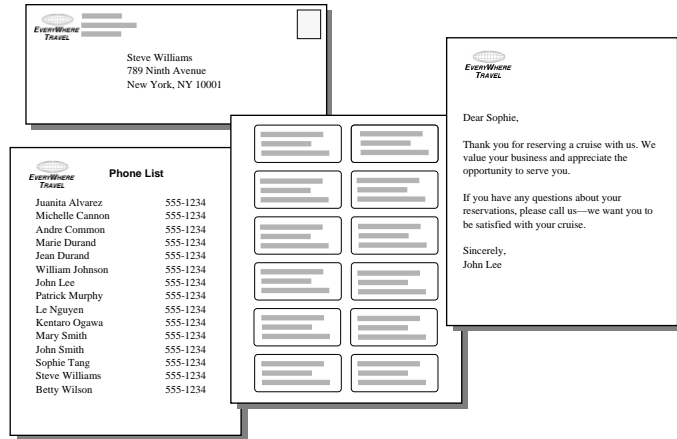 EVERYWHERE
TRAVEL
Steve Williams
789 Ninth Avenue
New York, NY 10001
EVERYWHERE
TRAVEL
Phone List
Juanita Alvarez 555-1234
Michelle Cannon 555-1234
Andre Common 555-1234
Marie Durand 555-1234
Jean Durand 555-1234
William Johnson 555-1234
John Lee 555-1234
Patrick Murphy 555-1234
Le Nguyen 555-1234
Kentaro Ogawa 555-1234
Mary Smith 555-1234
John Smith 555-1234
Sophie Tang 555-1234
Steve Williams 555-1234
Betty Wilson 555-1234
EVERYWHERE
TRAVEL
Dear Sophie,
Thank you for reserving a cruise with us. We
value your business and appreciate the
opportunity to serve you.
If you have any questions about your
reservations, please call us—we want you to
be satisfied with your cruise.
Sincerely,
John Lee